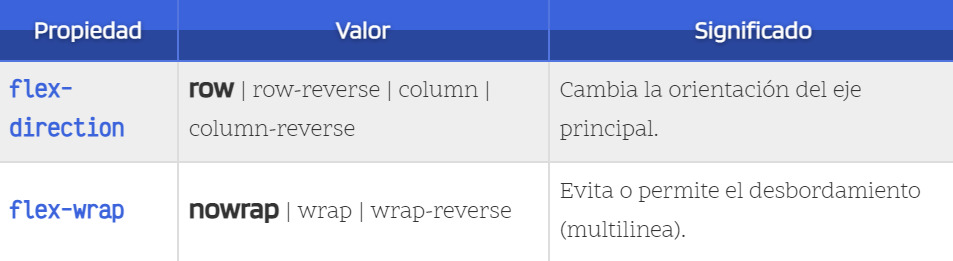 Propiedad Valor Significado
flex-
direction
row | row-reverse | column |
column-reverse
Cambia la orientación del eje
principal.
flex-wrap
nowrap | wrap | wrap-reverse
Evita o permite el desbordamiento
(multilinea).